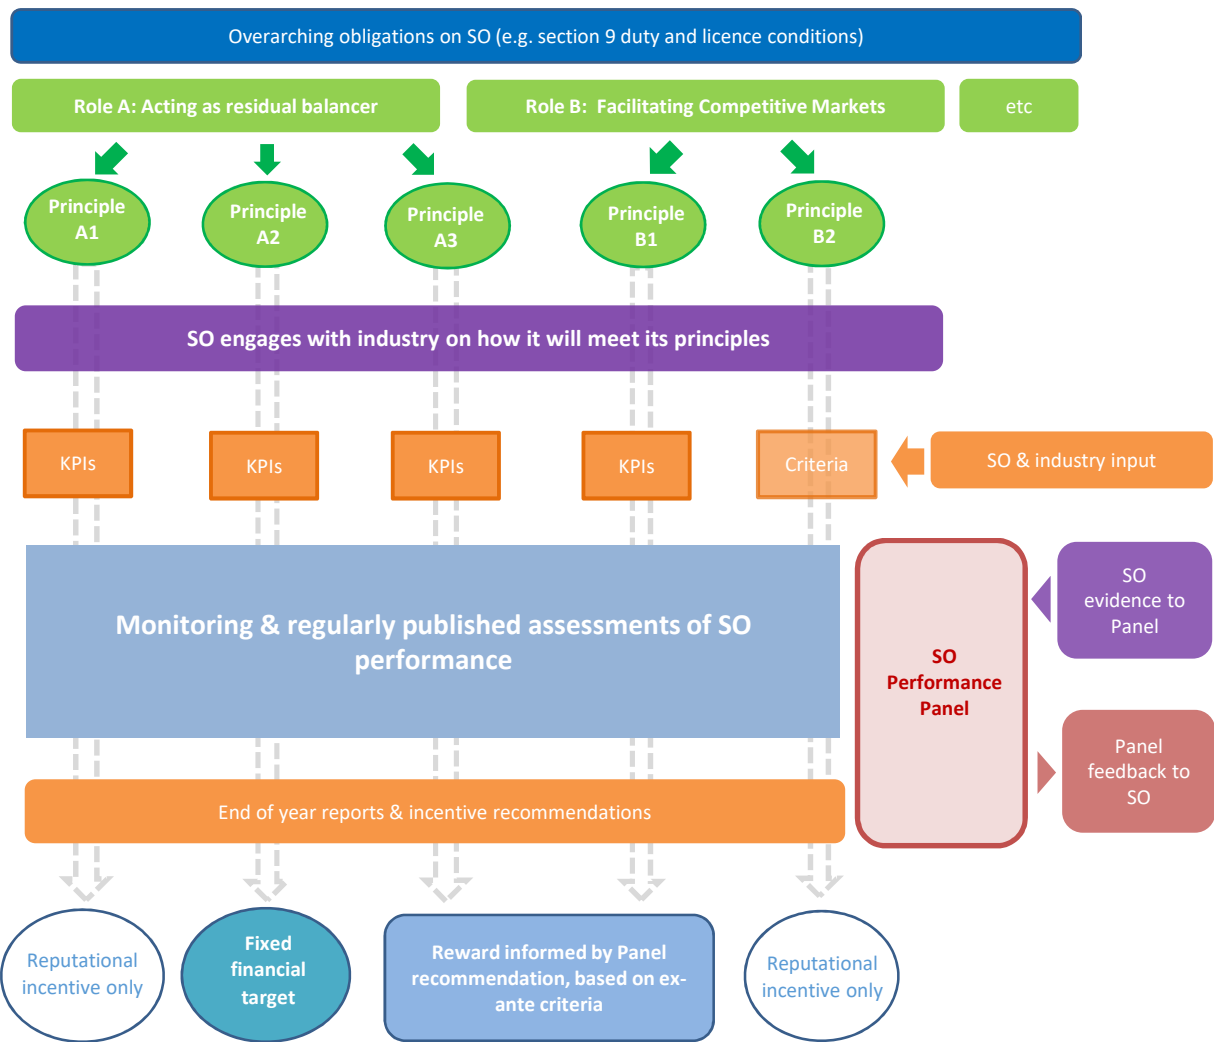 Overarching obligations on SO (e.g. section 9 duty and licence conditions)
Role A: Acting as residual balancer
Role B:  Facilitating Competitive Markets
etc
Principle
A1
Principle
A2
Principle
A3
Principle
B1
Principle
B2
SO engages with industry on how it will meet its principles
KPIs
KPIs
KPIs
KPIs
Criteria
SO & industry input
Monitoring & regularly published assessments of SO
performance
SO
Performance
Panel
SO
evidence to
Panel
Panel
feedback to
SO
End of year reports & incentive recommendations
Reputational
incentive only
Fixed
financial
target
Reward informed by Panel
recommendation, based on ex-
ante criteria
Reputational
incentive only